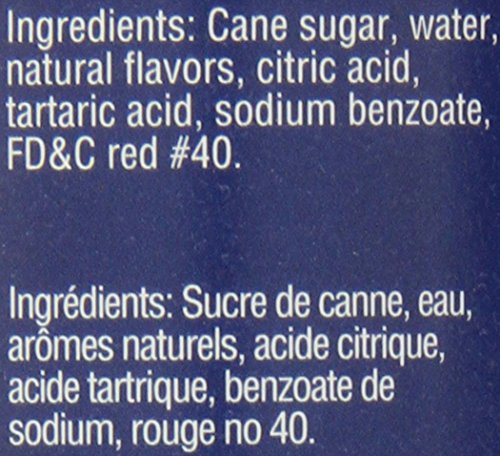 Ingredients: Cane sugar, water,
natural flavors, citric acid,
tartaric acid, sodium benzoate,
FD&C red #40.
Ingrédients: Sucre de canne, eau,
arômes naturels, acide citrique,
acide tartrique, benzoate de
sodium, rouge no 40.